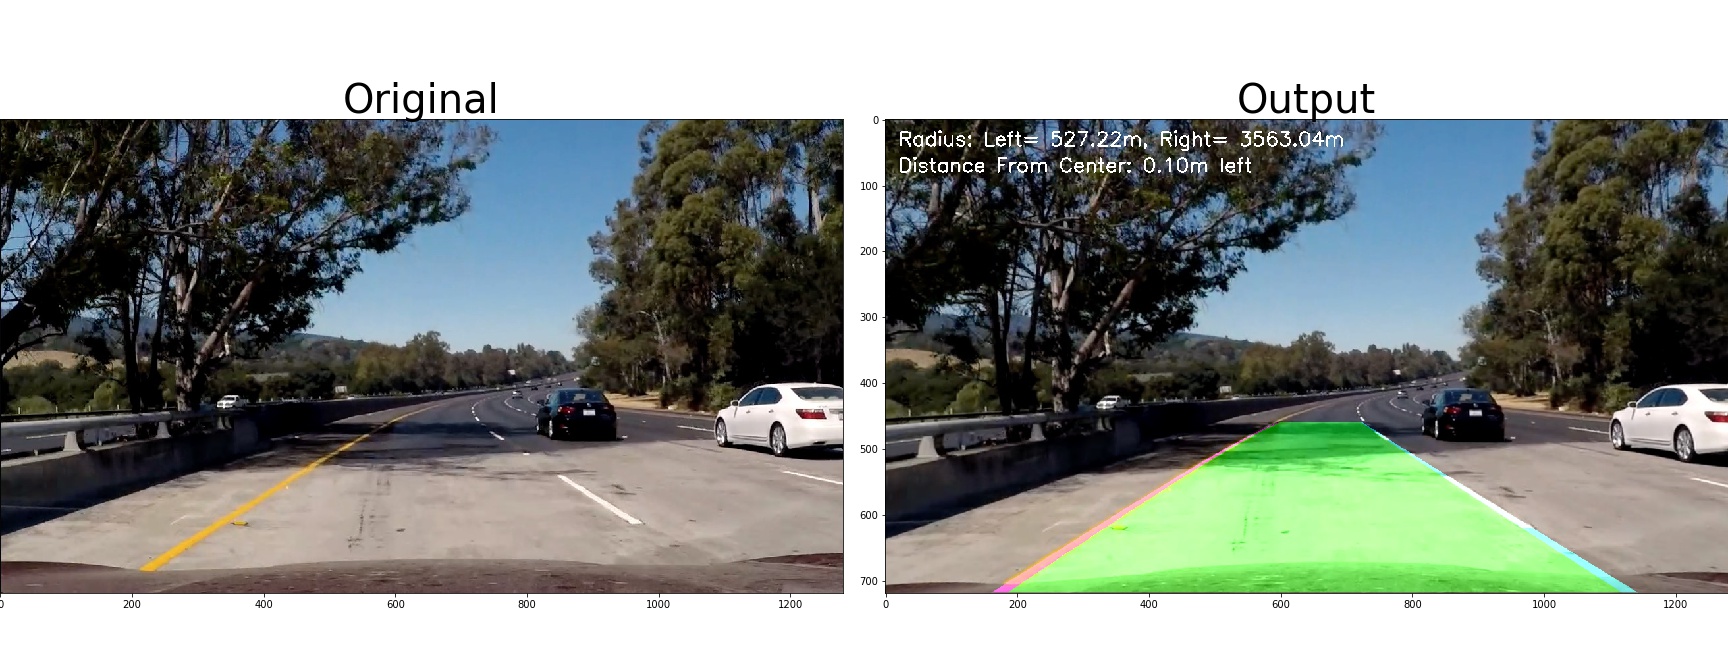 Original
Output
Radius: Left= 527.22m, Right= 3563.04m
Distance From Center: 0.10m left
0
100
200
300
400
500
600
700
0 200 400 600 800 1000 1200
0 200 400 600 800 1000 1200